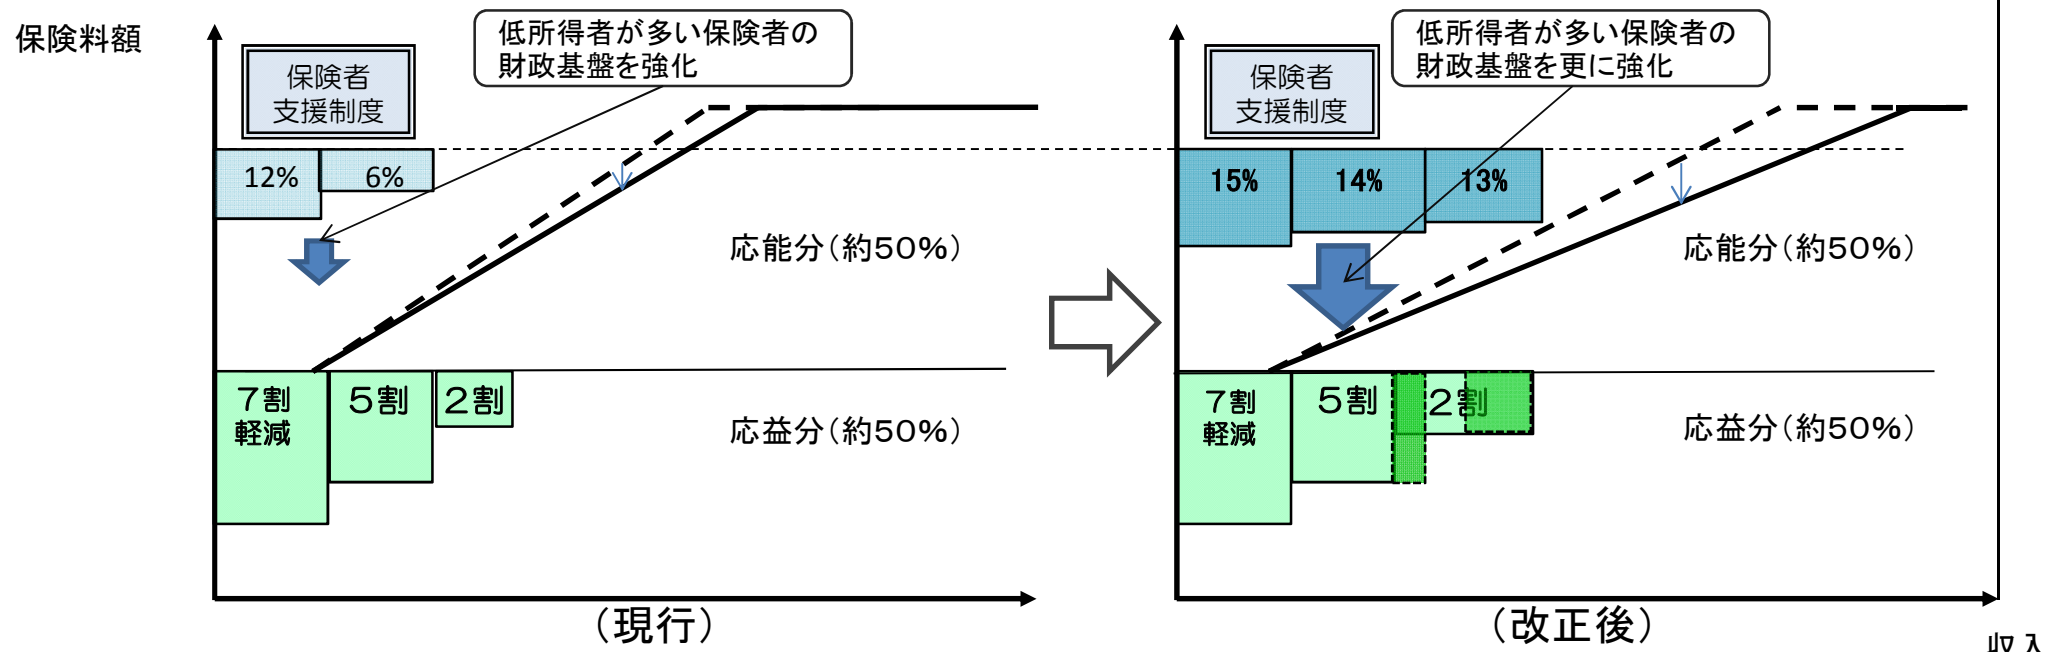 保険料額
保険者
支援制度
低所得者が多い保険者の
財政基盤を強化
12%
6%
応能分(約50%)
7割
軽減
5割
2割
応益分(約50%)
(現行)
保険者
支援制度
低所得者が多い保険者の
財政基盤を更に強化
15%
14%
13%
応能分(約50%)
7割
軽減
5割
2割
応益分(約50%)
(改正後)
収入